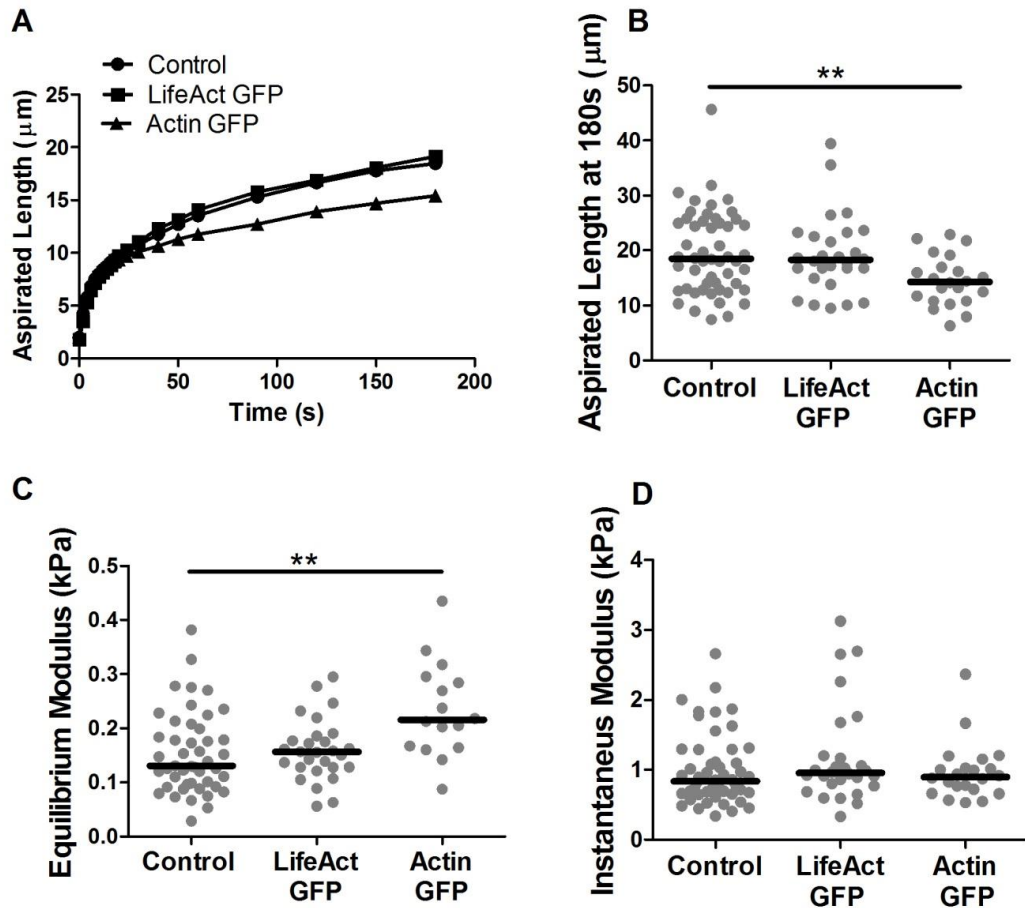 A
Control
LifeAct GFP
Actin GFP
Aspirated Length (μm)
25
20
15
10
5
0
0 50 100 150 200
Time (s)
B
Aspirated Length at 180s (μm)
**
50
40
30
20
10
0
Control LifeAct GFP Actin GFP
C
Equilibrium Modulus (kPa)
**
0.5
0.4
0.3
0.2
0.1
0.0
Control LifeAct GFP Actin GFP
D
Instantaneus Modulus (kPa)
4
3
2
1
0
Control LifeAct GFP Actin GFP